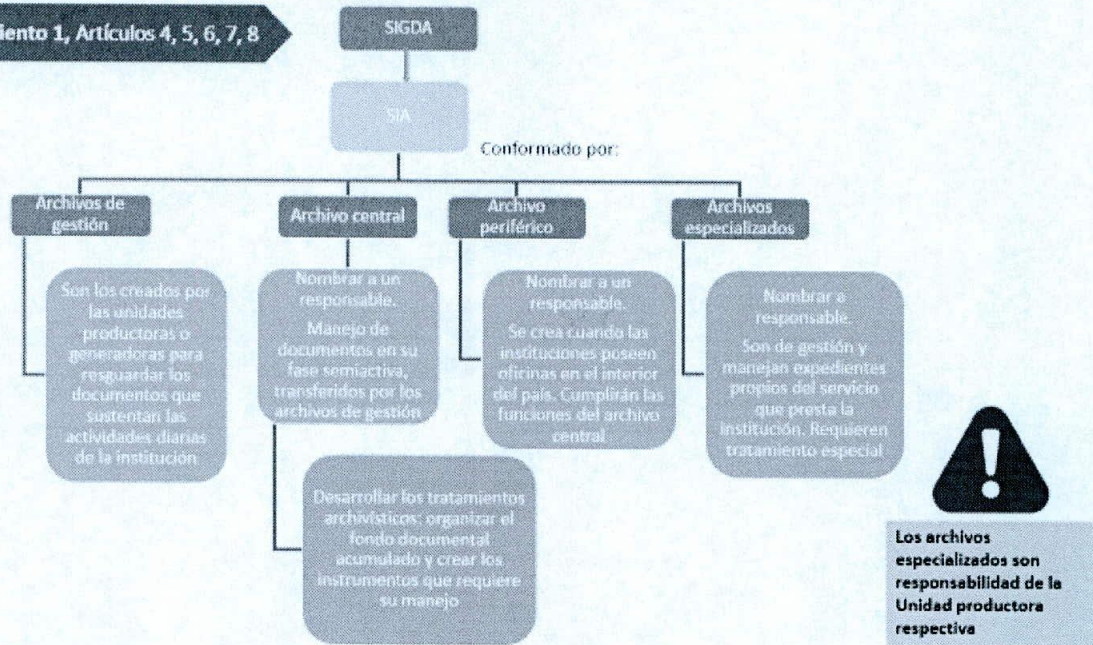 iento 1, Artículos 4, 5, 6, 7, 8
SIGDA
SIA
Conformado por:
Archivos de
gestión
Archivo central
Archivo
periférico
Archivos
especializados
Son los creados por
las unidades
productoras o
generadoras para
resguardar los
documentos que
sustentan las
actividades diarias
de la institución
Nombrar a un
responsable.
Manejo de
documentos en su
fase semiactiva,
transferidos por los
archivos de gestión
Nombrar a un
responsable.
Se crea cuando las
instituciones poseen
oficinas en el interior
del país. Cumplirán las
funciones del archivo
central
Nombrar a
responsable.
Son de gestión y
manejan expedientes
propios del servicio
que presta la
institución. Requieren
tratamiento especial
Desarrollar los tratamientos
archivísticos: organizar el
fondo documental
acumulado y crear los
instrumentos que requiere
su manejo
Los archivos
especializados son
responsabilidad de la
Unidad productora
respectiva